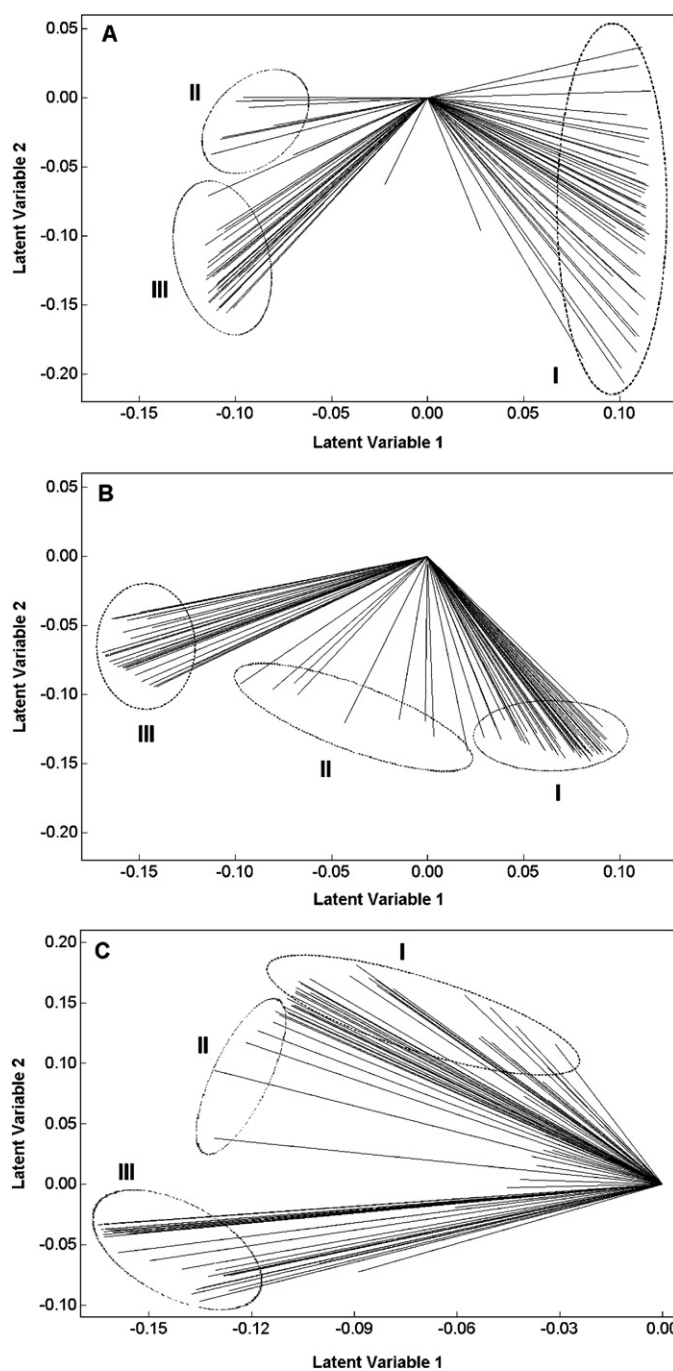 A
0.05
0.00
-0.05
-0.10
-0.15
-0.20
Latent Variable 2
II
III
I
-0.15 -0.10 -0.05 0.00 0.05 0.10
Latent Variable 1
B
0.05
0.00
-0.05
-0.10
-0.15
-0.20
Latent Variable 2
III
II
I
-0.15 -0.10 -0.05 0.00 0.05 0.10
Latent Variable 1
C
0.20
0.15
0.10
0.05
0.00
-0.05
-0.10
Latent Variable 2
I
II
III
-0.15 -0.12 -0.09 -0.06 -0.03 0.00
Latent Variable 1